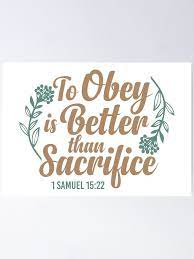 To Obey
is Better
than
Sacrifice
1 SAMUEL 15:22